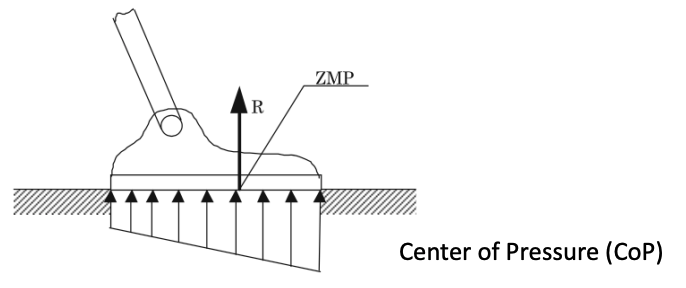 ZMP
R
Center of Pressure (CoP)